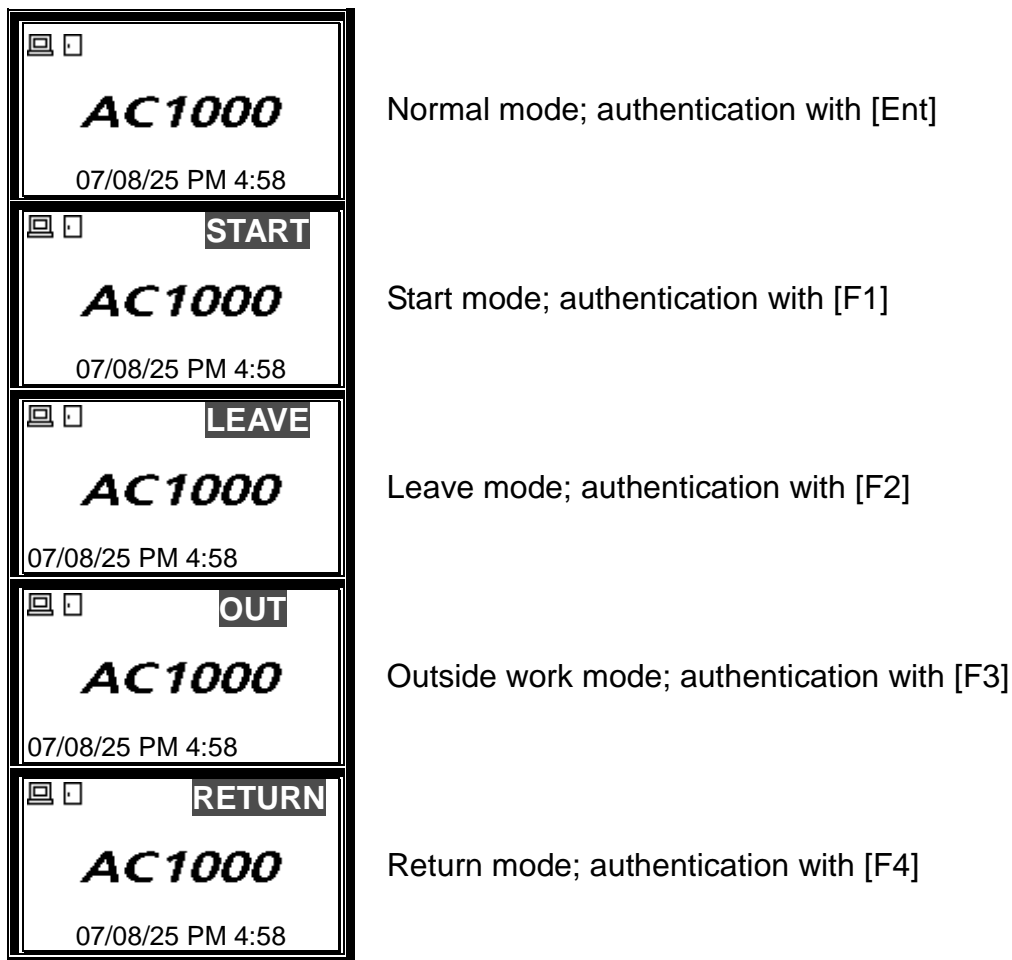 AC1000
Normal mode; authentication with [Ent]
07/08/25 PM 4:58
START
AC1000
Start mode; authentication with [F1]
07/08/25 PM 4:58
LEAVE
AC1000
Leave mode; authentication with [F2]
07/08/25 PM 4:58
OUT
AC1000
Outside work mode; authentication with [F3]
07/08/25 PM 4:58
RETURN
AC1000
Return mode; authentication with [F4]
07/08/25 PM 4:58